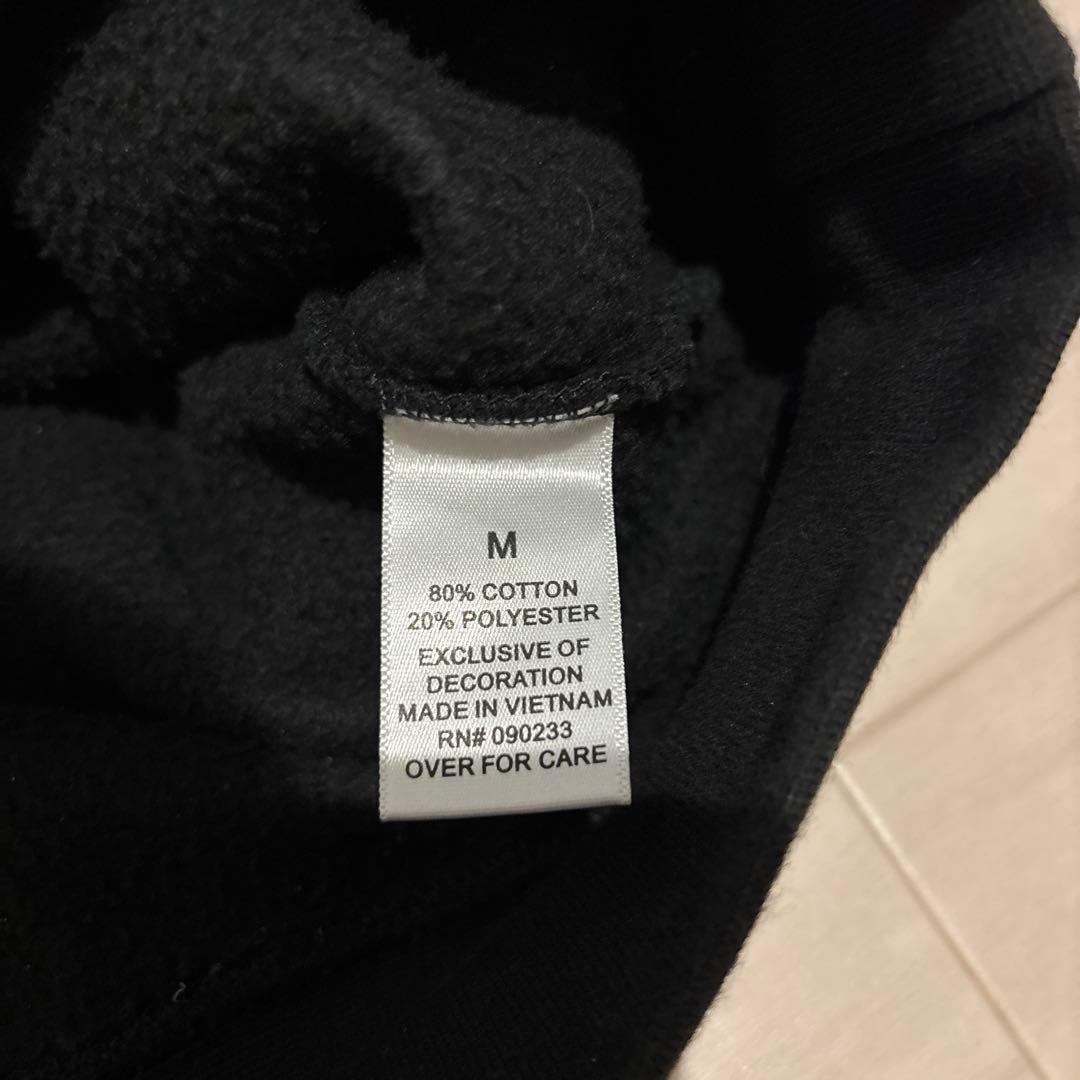 M
80% COTTON
20% POLYESTER
EXCLUSIVE OF
DECORATION
MADE IN VIETNAM
RN# 090233
OVER FOR CARE